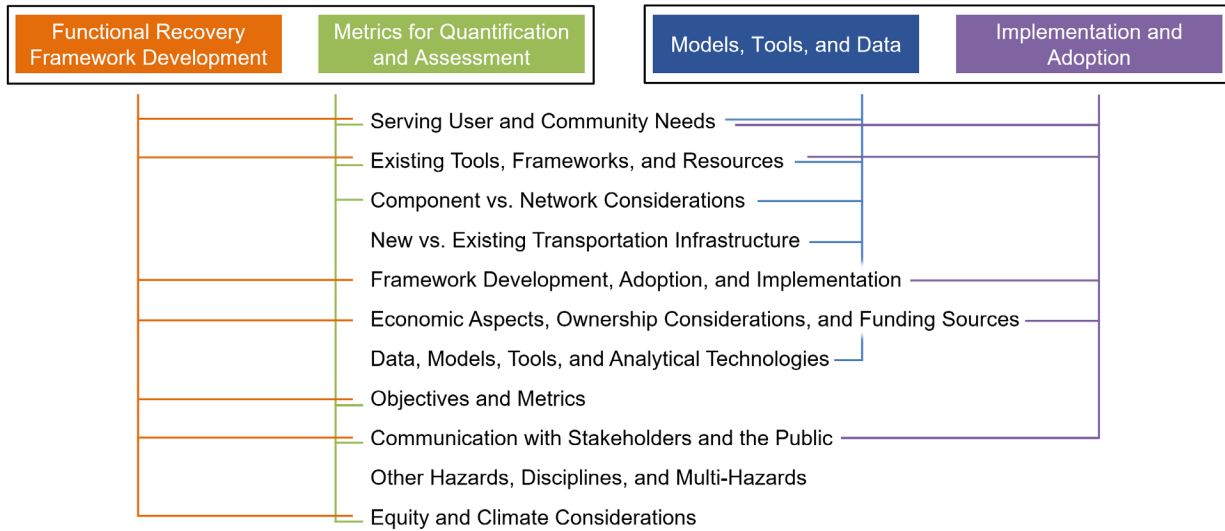 Functional Recovery
Framework Development
Metrics for Quantification
and Assessment
Models, Tools, and Data
Implementation and
Adoption
Serving User and Community Needs
Existing Tools, Frameworks, and Resources
Component vs. Network Considerations
New vs. Existing Transportation Infrastructure
Framework Development, Adoption, and Implementation
Economic Aspects, Ownership Considerations, and Funding Sources
Data, Models, Tools, and Analytical Technologies
Objectives and Metrics
Communication with Stakeholders and the Public
Other Hazards, Disciplines, and Multi-Hazards
Equity and Climate Considerations